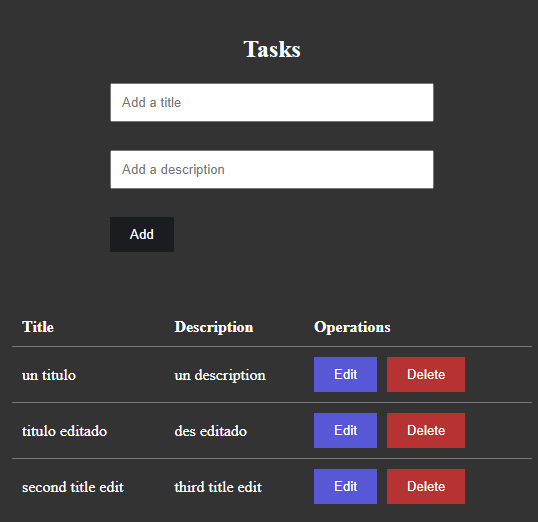 Tasks
Add a title
Add a description
Add
Title Description Operations
un titulo un description Edit Delete
titulo editado des editado Edit Delete
second title edit third title edit Edit Delete